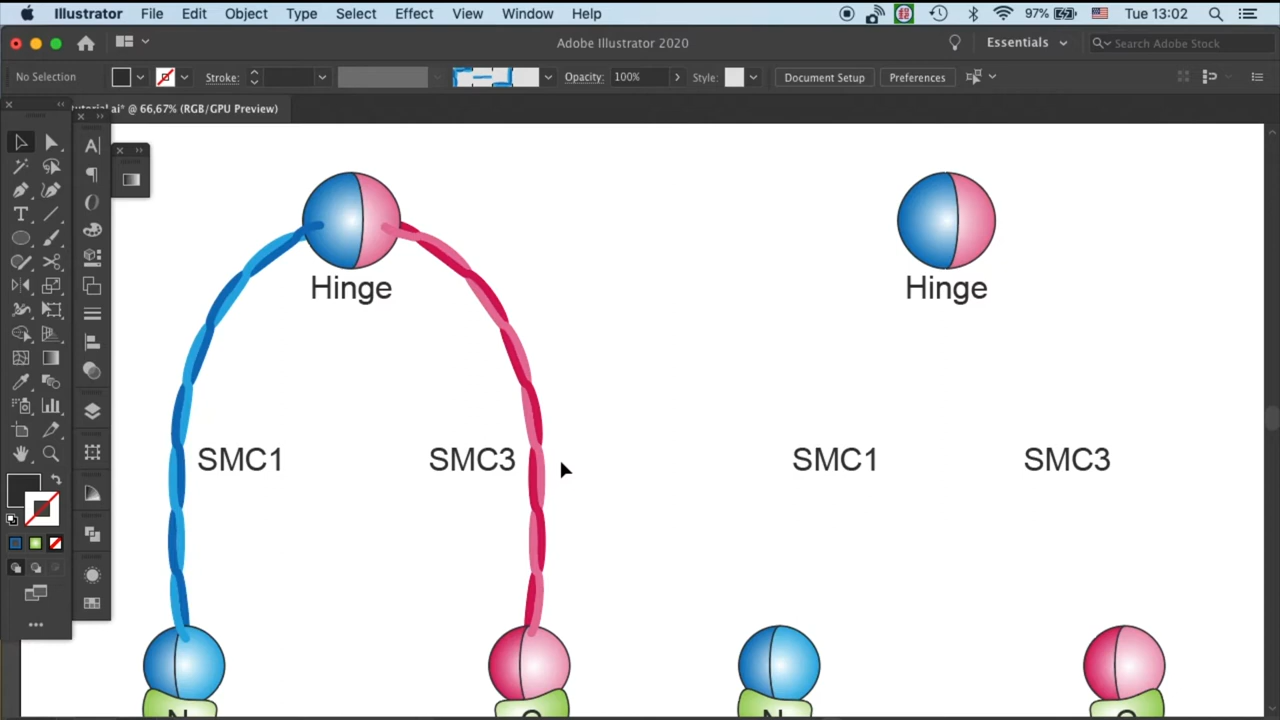 Illustrator File Edit Object Type Select Effect View Window Help 97% Tue 13:02
Adobe Illustrator 2020 Essentials Search Adobe Stock
No Selection Stroke: Opacity: 100% Style: Document Setup Preferences
utorial.ai* @ 66,67% (RGB/GPU Preview)
Hinge Hinge
SMC1 SMC3 SMC1 SMC3